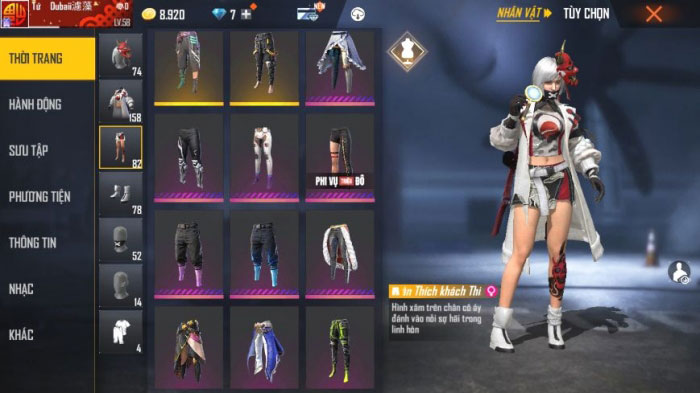 Tứ Dubaii
LV.58
8.920
7
NHÂN VẬT
TÙY CHỌN
THỜI TRANG
HÀNH ĐỘNG
SƯU TẬP
PHƯƠNG TIỆN
THÔNG TIN
NHẠC
KHÁC
74
158
82
78
52
14
4
PHI VỤ ĐỎ
Thích khách Thi
Hình xăm trên chân cô ấy
đánh vào nỗi sợ hãi trong
linh hồn